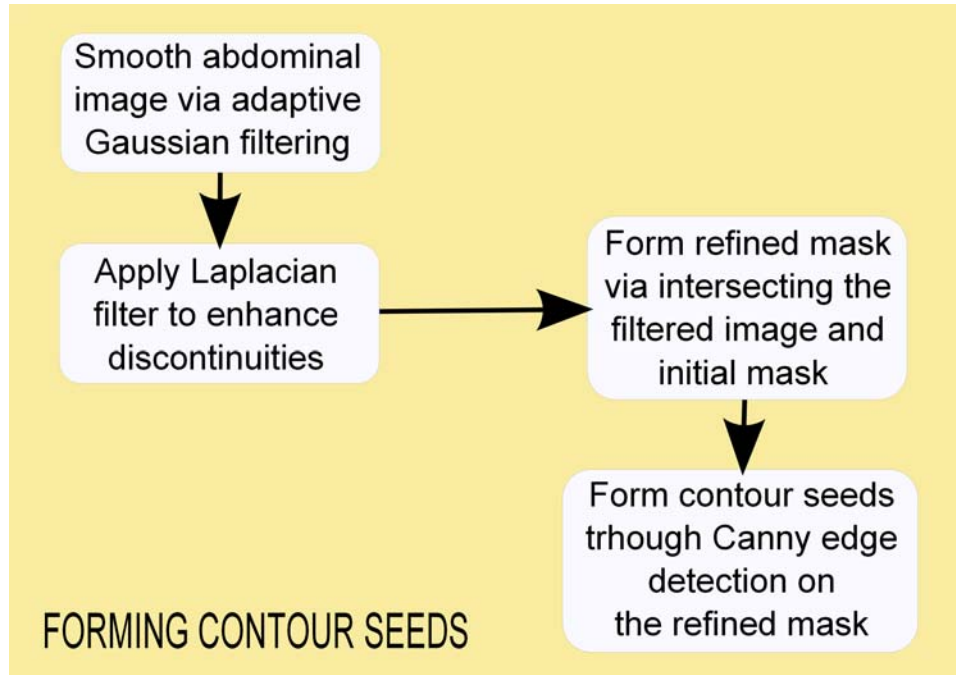 Smooth abdominal
image via adaptive
Gaussian filtering
Apply Laplacian
filter to enhance
discontinuities
Form refined mask
via intersecting the
filtered image and
initial mask
Form contour seeds
trhough Canny edge
detection on
the refined mask
FORMING CONTOUR SEEDS